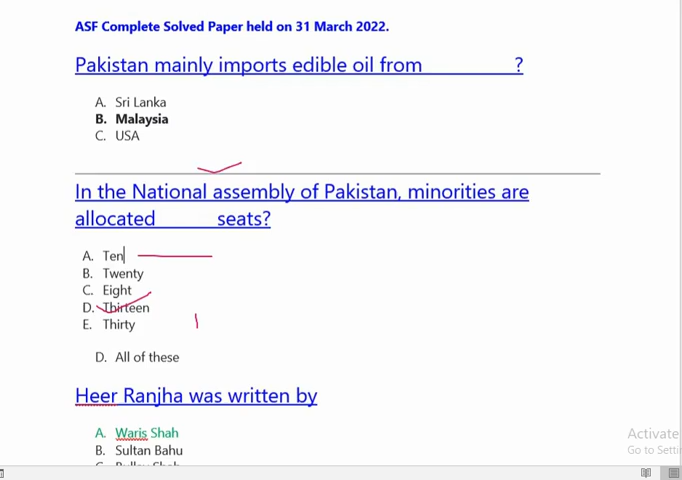 ASF Complete Solved Paper held on 31 March 2022.
Pakistan mainly imports edible oil from ________?
A. Sri Lanka
B. Malaysia
C. USA
In the National assembly of Pakistan, minorities are
allocated _____ seats?
A. Ten
B. Twenty
C. Eight
D. Thirteen
E. Thirty
D. All of these
Heer Ranjha was written by
A. Waris Shah
B. Sultan Bahu
Activate
Go to Setti